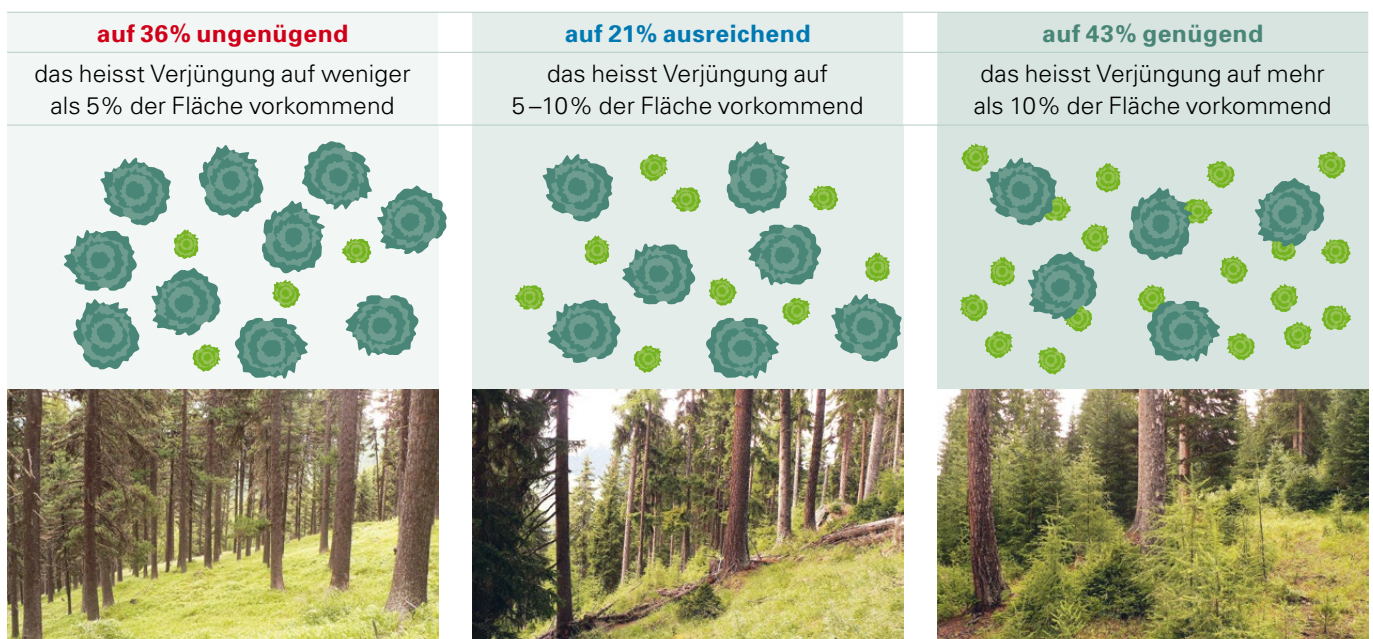 auf 36% ungenügend
das heisst Verjüngung auf weniger
als 5% der Fläche vorkommend
auf 21% ausreichend
das heisst Verjüngung auf
5–10% der Fläche vorkommend
auf 43% genügend
das heisst Verjüngung auf mehr
als 10% der Fläche vorkommend